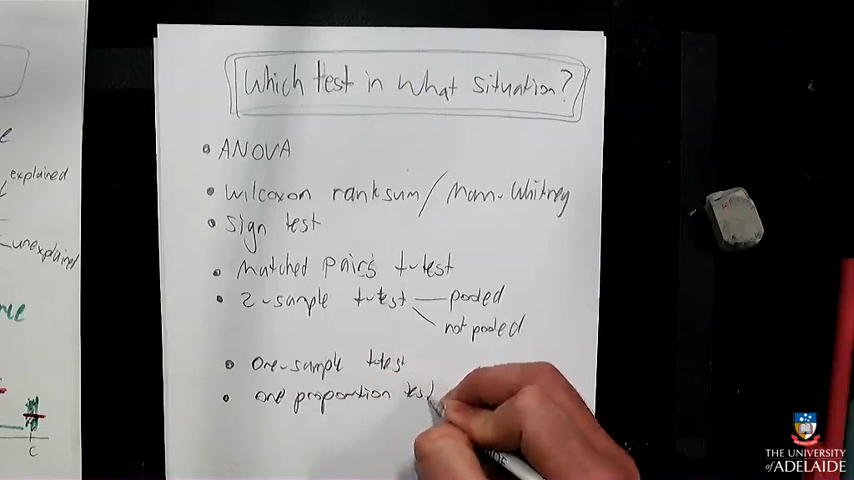 Which test in what situation?
• ANOVA
• Wilcoxon ranksum / Mann-Whitney
• Sign test
• Matched pairs t-test
• 2-sample t-test — pooled
not pooled
• One-sample t-test
• one proportion test
e
explained
unexplained
nce
C
THE UNIVERSITY
of ADELAIDE